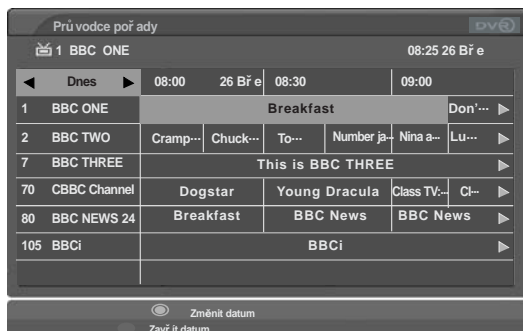 Průvodce pořady DVR
1 BBC ONE 08:25 26 Bře
Dnes 08:00 26 Bře 08:30 09:00
1 BBC ONE Breakfast Don'···
2 BBC TWO Cramp··· Chuck··· To··· Number ja··· Nina a··· Lu···
7 BBC THREE This is BBC THREE
70 CBBC Channel Dogstar Young Dracula Class TV:··· Cl···
80 BBC NEWS 24 Breakfast BBC News BBC News
105 BBCi BBCi
Změnit datum
Zavřít datum